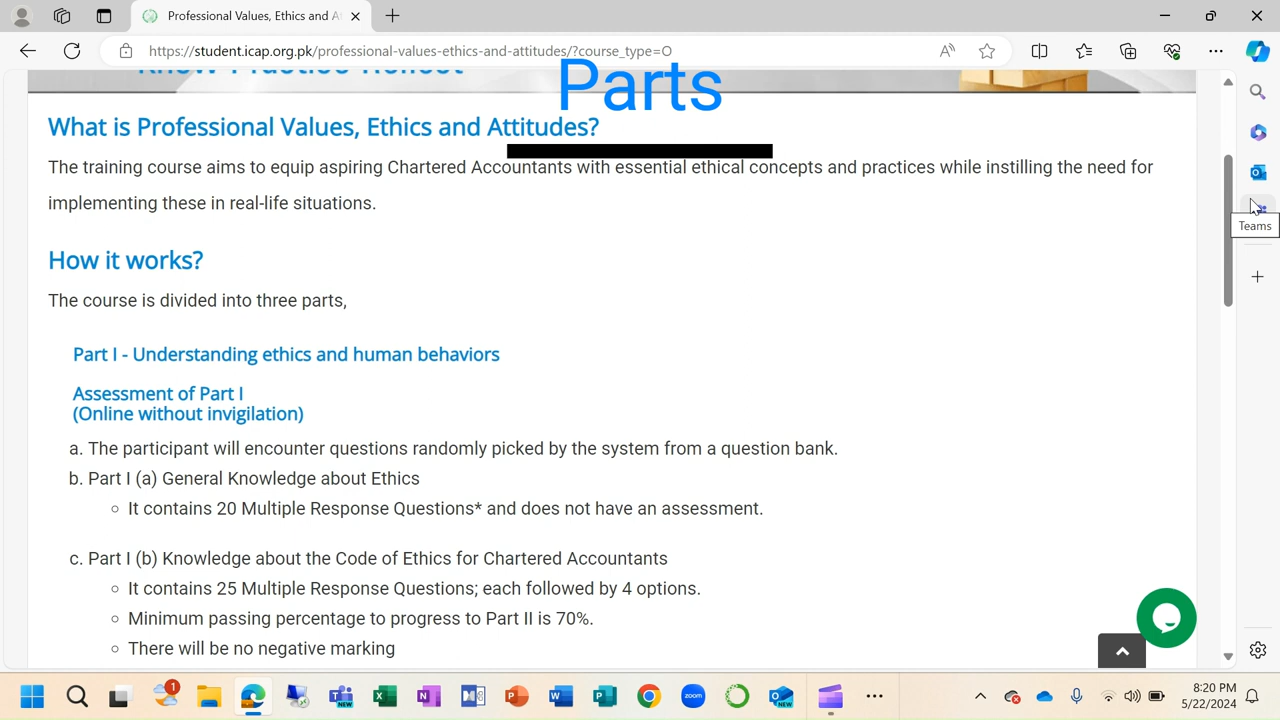 Professional Values, Ethics and A
https://student.icap.org.pk/professional-values-ethics-and-attitudes/?course_type=O
Know Practice Reflect
Parts
What is Professional Values, Ethics and Attitudes?
The training course aims to equip aspiring Chartered Accountants with essential ethical concepts and practices while instilling the need for
implementing these in real-life situations.
Teams
How it works?
The course is divided into three parts,
Part I - Understanding ethics and human behaviors
Assessment of Part I
(Online without invigilation)
a. The participant will encounter questions randomly picked by the system from a question bank.
b. Part I (a) General Knowledge about Ethics
It contains 20 Multiple Response Questions* and does not have an assessment.
c. Part I (b) Knowledge about the Code of Ethics for Chartered Accountants
It contains 25 Multiple Response Questions; each followed by 4 options.
Minimum passing percentage to progress to Part II is 70%.
There will be no negative marking
1
NEW
zoom
NEW
8:20 PM
5/22/2024